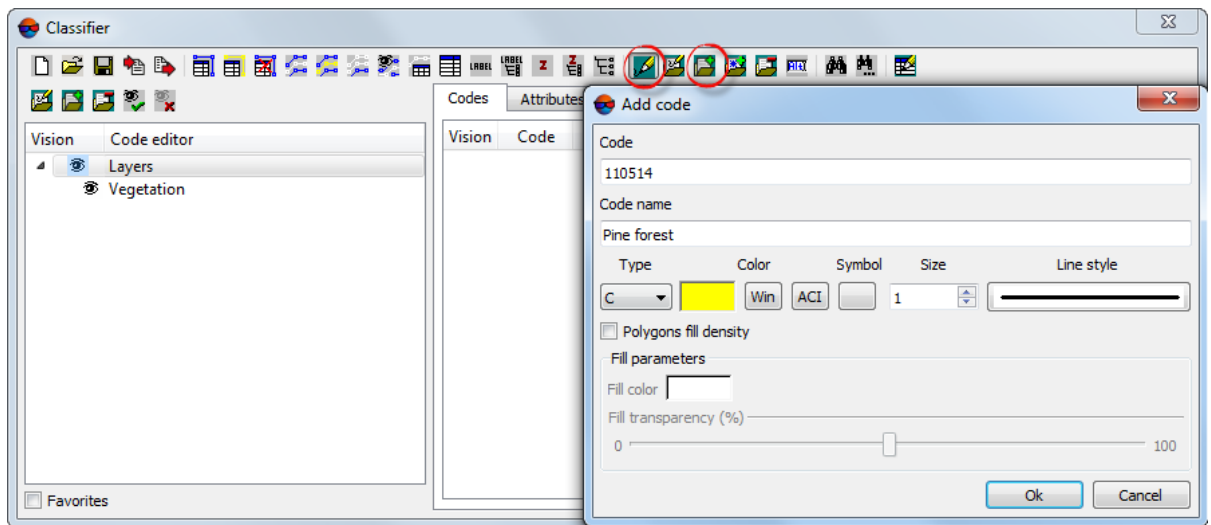 Classifier
LABEL LABEL Z Z
Codes Attributes
Vision Code editor
Layers
Vegetation
Vision Code
Favorites
Add code
Code
110514
Code name
Pine forest
Type Color Symbol Size Line style
C Win ACI 1
Polygons fill density
Fill parameters
Fill color
Fill transparency (%)
0 100
Ok Cancel